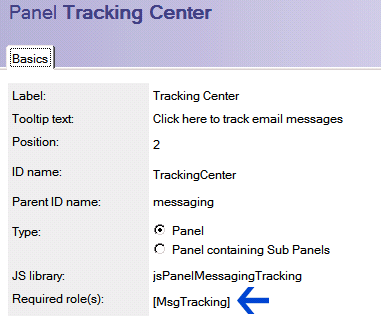 Panel Tracking Center
Basics
Label: Tracking Center
Tooltip text: Click here to track email messages
Position: 2
ID name: TrackingCenter
Parent ID name: messaging
Type: Panel
Panel containing Sub Panels
JS library: jsPanelMessagingTracking
Required role(s): [MsgTracking]